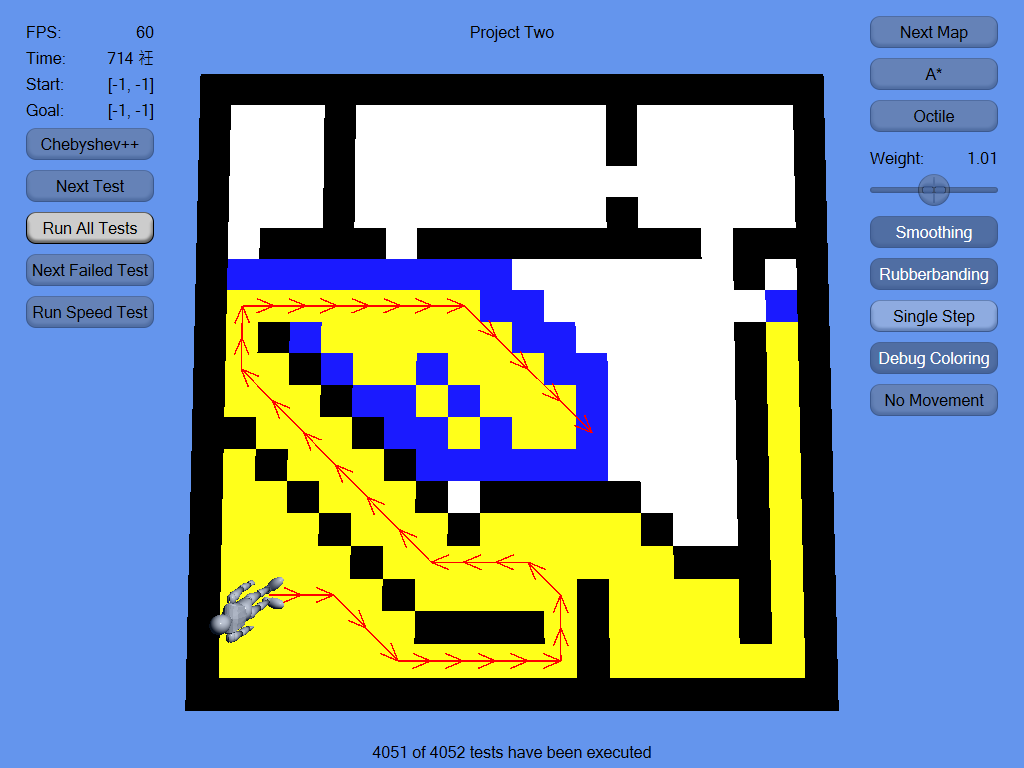 FPS: 60
Time: 714 祍
Start: [-1, -1]
Goal: [-1, -1]
Chebyshev++
Next Test
Run All Tests
Next Failed Test
Run Speed Test
Project Two
Next Map
A*
Octile
Weight: 1.01
Smoothing
Rubberbanding
Single Step
Debug Coloring
No Movement
4051 of 4052 tests have been executed